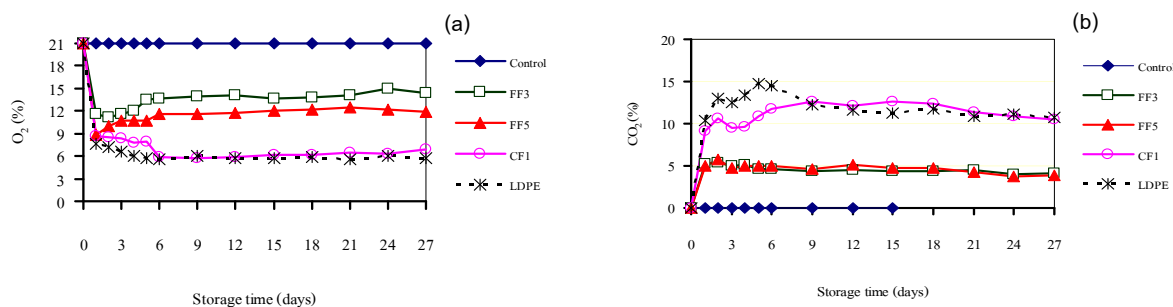 (a)
O2 (%)
21
18
15
12
9
6
3
0
0 3 6 9 12 15 18 21 24 27
Storage time (days)
Control
FF3
FF5
CF1
LDPE
(b)
CO2 (%)
20
15
10
5
0
0 3 6 9 12 15 18 21 24 27
Storage time (days)
Control
FF3
FF5
CF1
LDPE